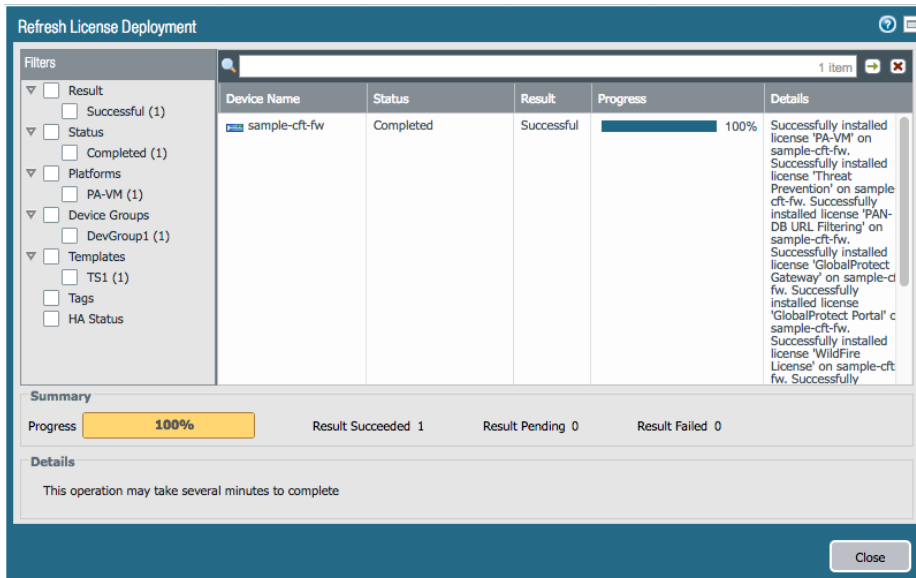 Refresh License Deployment
Filters
Result
Successful (1)
Status
Completed (1)
Platforms
PA-VM (1)
Device Groups
DevGroup1 (1)
Templates
TS1 (1)
Tags
HA Status
1 item
Device Name Status Result Progress Details
sample-cft-fw Completed Successful 100%
Successfully installed
license 'PA-VM' on
sample-cft-fw.
Successfully installed
license 'Threat
Prevention' on sample-
cft-fw. Successfully
installed license 'PAN-
DB URL Filtering' on
sample-cft-fw.
Successfully installed
license 'GlobalProtect
Gateway' on sample-cf
fw. Successfully
installed license
'GlobalProtect Portal' o
sample-cft-fw.
Successfully installed
license 'WildFire
License' on sample-cft
fw. Successfully
Summary
Progress 100% Result Succeeded 1 Result Pending 0 Result Failed 0
Details
This operation may take several minutes to complete
Close